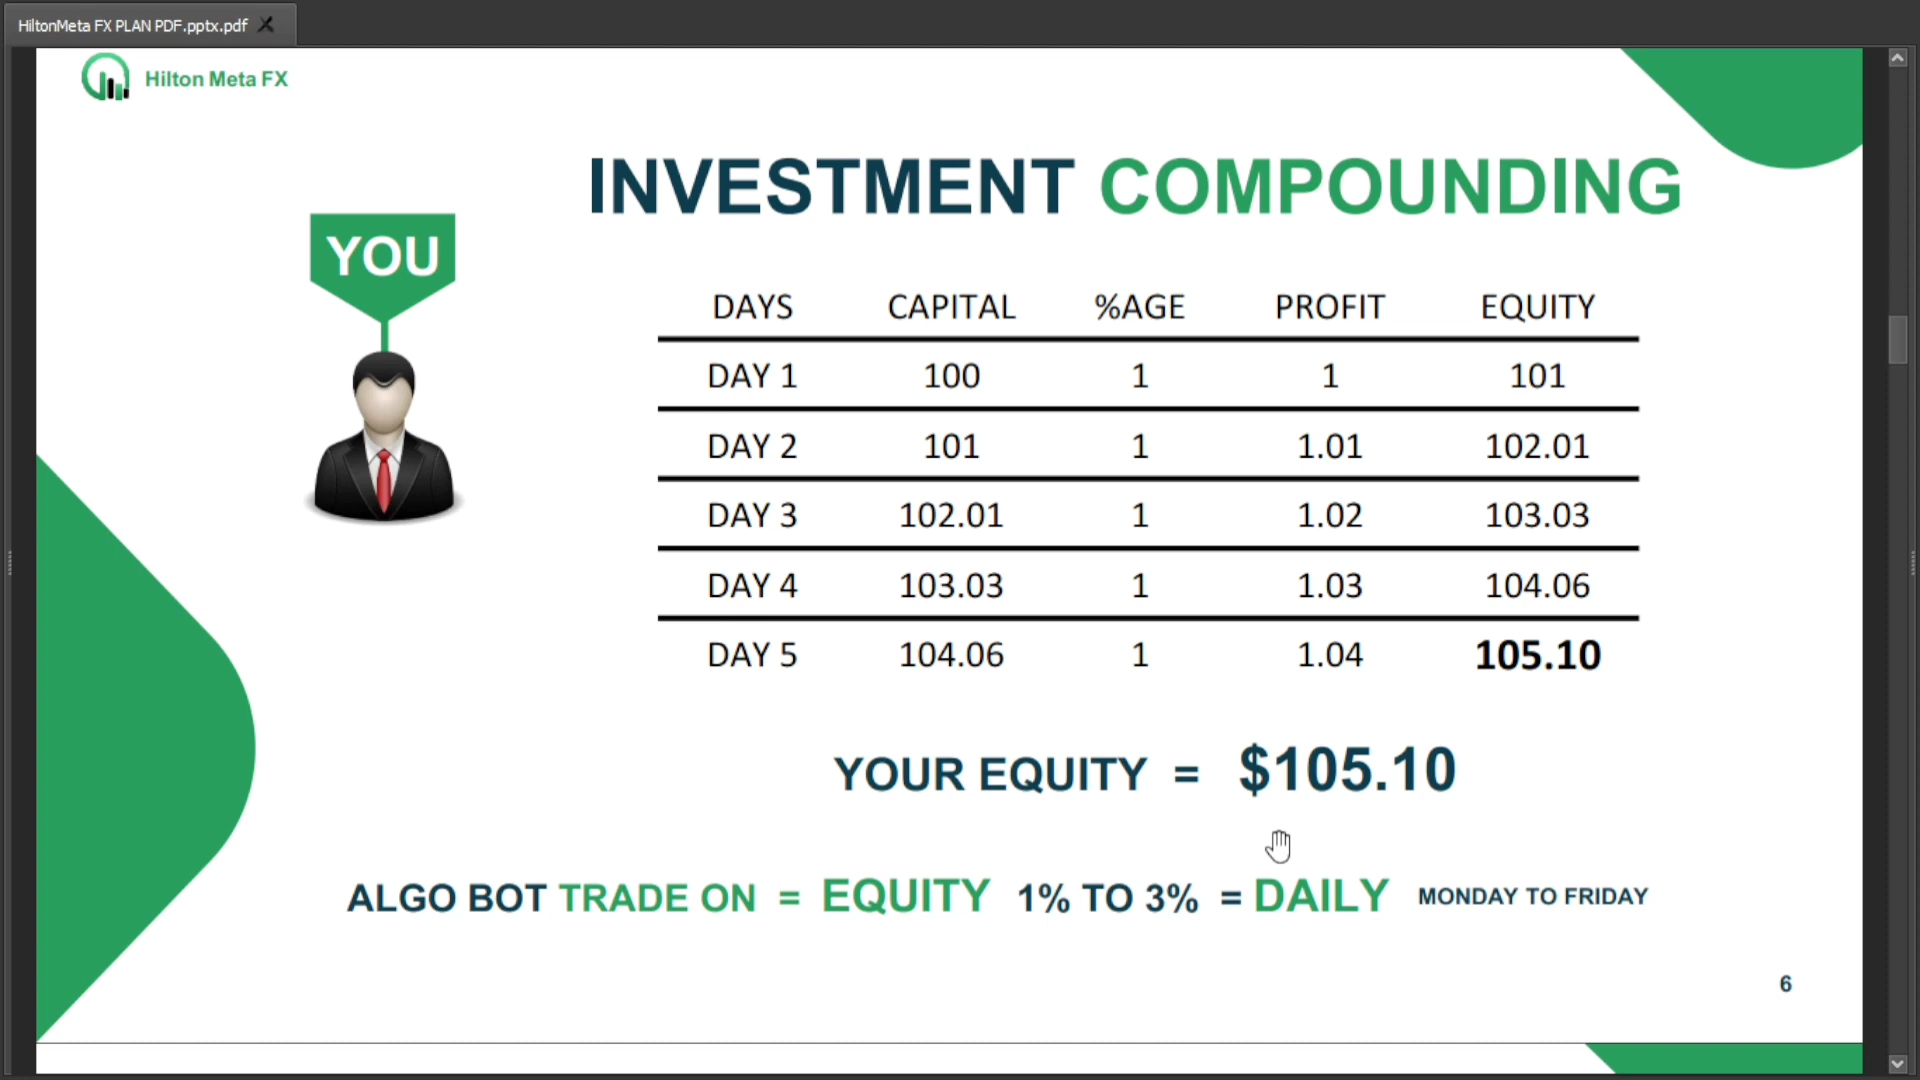 HiltonMeta FX PLAN PDF.pptx.pdf
Hilton Meta FX
INVESTMENT COMPOUNDING
YOU
DAYS CAPITAL %AGE PROFIT EQUITY
DAY 1 100 1 1 101
DAY 2 101 1 1.01 102.01
DAY 3 102.01 1 1.02 103.03
DAY 4 103.03 1 1.03 104.06
DAY 5 104.06 1 1.04 105.10
YOUR EQUITY = $105.10
ALGO BOT TRADE ON = EQUITY 1% TO 3% = DAILY MONDAY TO FRIDAY
6